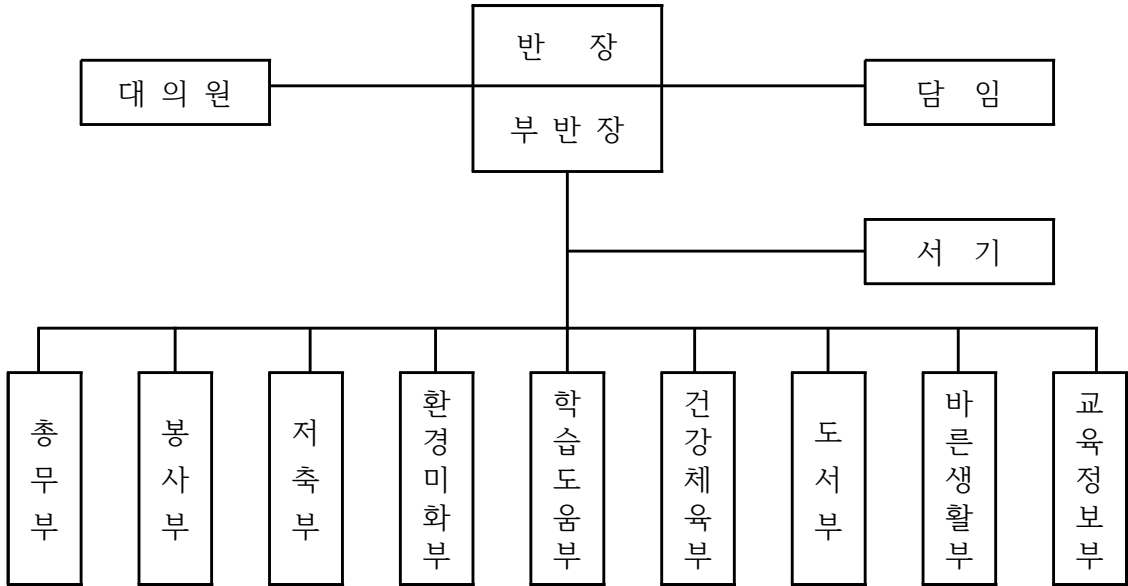 반 장
대 의 원
담 임
부 반 장
서 기
총무부
봉사부
저축부
환경미화부
학습도움부
건강체육부
도서부
바른생활부
교육정보부